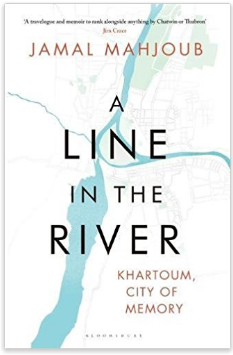 'A travelogue and memoir to rank alongside anything by Chatwin or Thubron'
Jim Crace
JAMAL MAHJOUB
A
LINE
IN THE
RIVER
KHARTOUM,
CITY OF
MEMORY
BLOOMSBURY